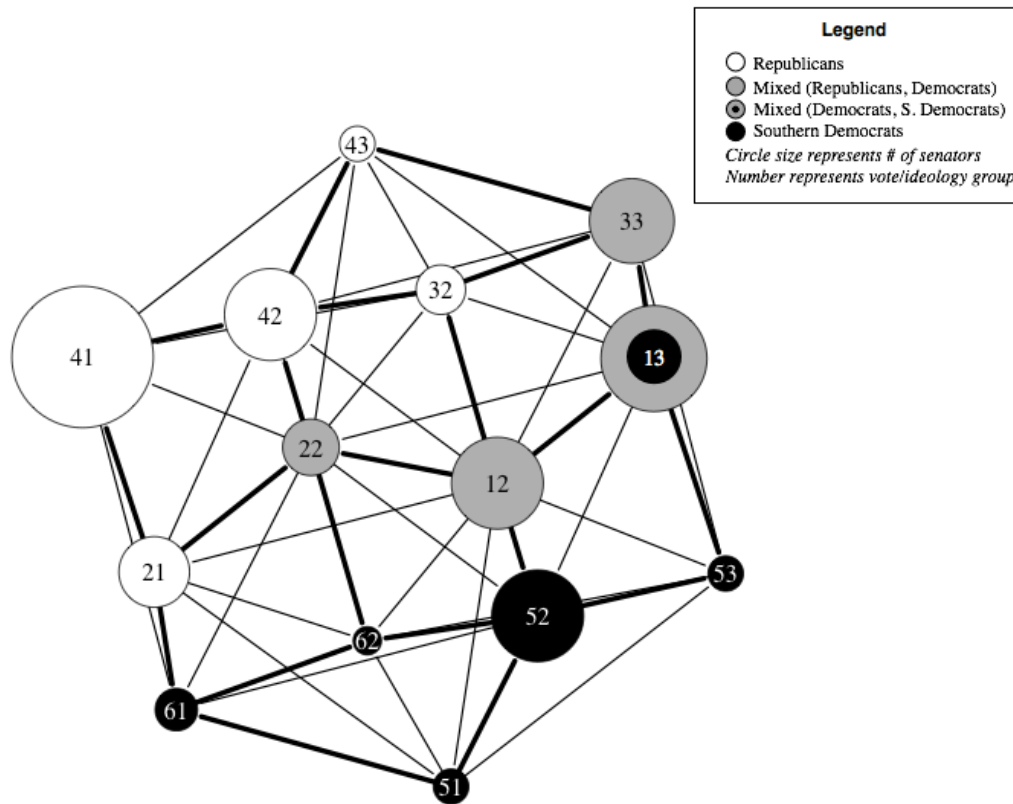 Legend
Republicans
Mixed (Republicans, Democrats)
Mixed (Democrats, S. Democrats)
Southern Democrats
Circle size represents # of senators
Number represents vote/ideology group
43
33
32
42
41
13
22
12
21
53
52
62
61
51